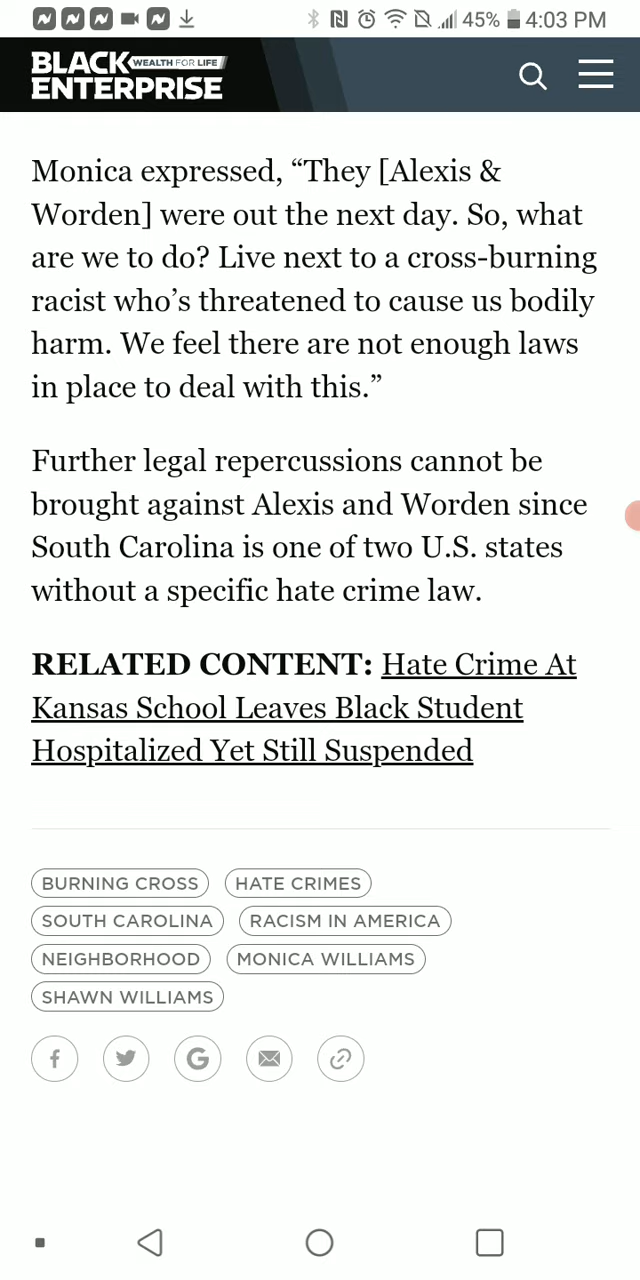 45% 4:03 PM
BLACK WEALTH FOR LIFE
ENTERPRISE
Monica expressed, “They [Alexis &
Worden] were out the next day. So, what
are we to do? Live next to a cross-burning
racist who’s threatened to cause us bodily
harm. We feel there are not enough laws
in place to deal with this.”
Further legal repercussions cannot be
brought against Alexis and Worden since
South Carolina is one of two U.S. states
without a specific hate crime law.
RELATED CONTENT: Hate Crime At
Kansas School Leaves Black Student
Hospitalized Yet Still Suspended
BURNING CROSS HATE CRIMES
SOUTH CAROLINA RACISM IN AMERICA
NEIGHBORHOOD MONICA WILLIAMS
SHAWN WILLIAMS